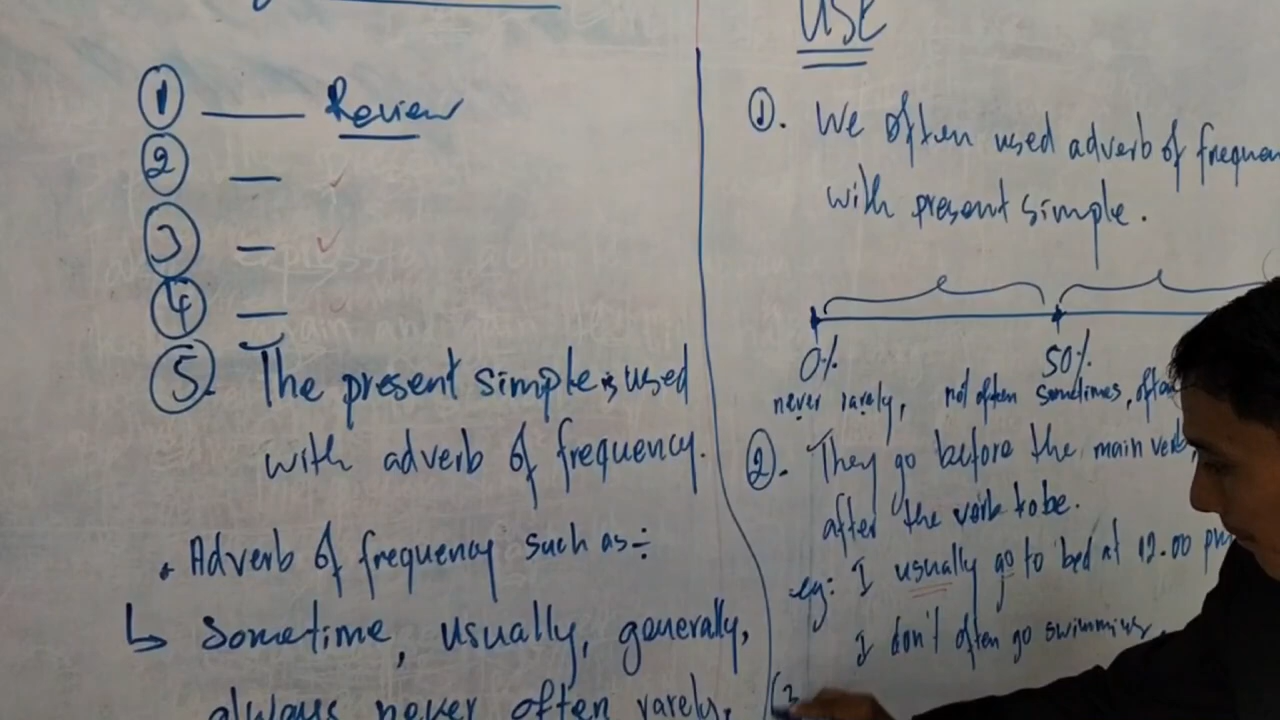 ① Review
②
③
④
⑤. The present simple is used
with adverb of frequency.
. Adverb of frequency such as ÷
↳ Sometime, usually, generally,
always never often rarely.
USE
①. We often used adverb of frequen
with present simple.
0% 50%
never rarely, not often sometimes, often
②. They go before the main verb,
after the verb to be.
eg: I usually go to bed at 12.00 pm
I don't often go swimming.
(3